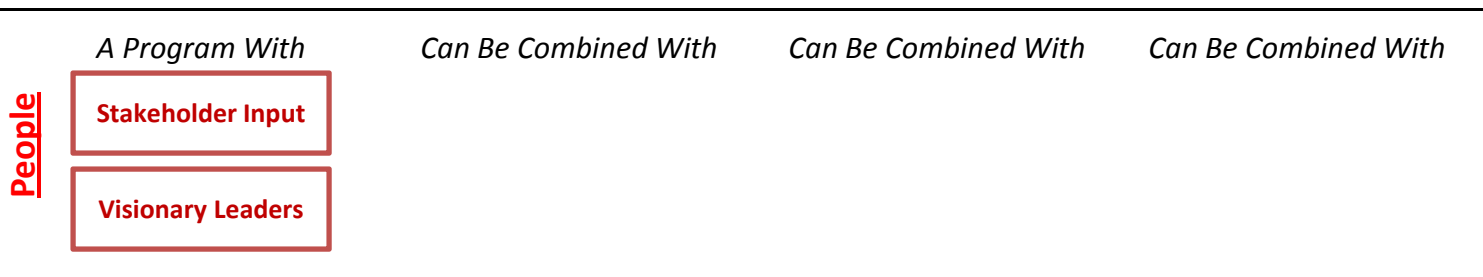 A Program With
Can Be Combined With
Can Be Combined With
Can Be Combined With
People
Stakeholder Input
Visionary Leaders